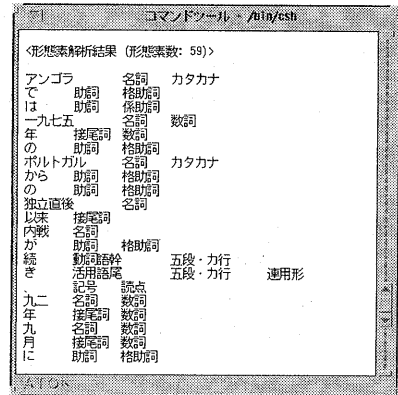 コマンドツール - /bin/csh
<形態素解析結果 (形態素数: 59)>
アンゴラ 名詞 カタカナ
で 助詞 格助詞
は 助詞 係助詞
一九七五 名詞 数詞
年 接尾詞 数詞
の 助詞 格助詞
ポルトガル 名詞 カタカナ
から 助詞 格助詞
の 助詞 格助詞
独立直後 名詞
以来 接尾詞
内戦 名詞
が 助詞 格助詞
続 動詞語幹 五段・カ行
き 活用語尾 五段・カ行 連用形
、 記号 読点
九二 名詞 数詞
年 接尾詞 数詞
九 名詞 数詞
月 接尾詞 数詞
に 助詞 格助詞
ATOK